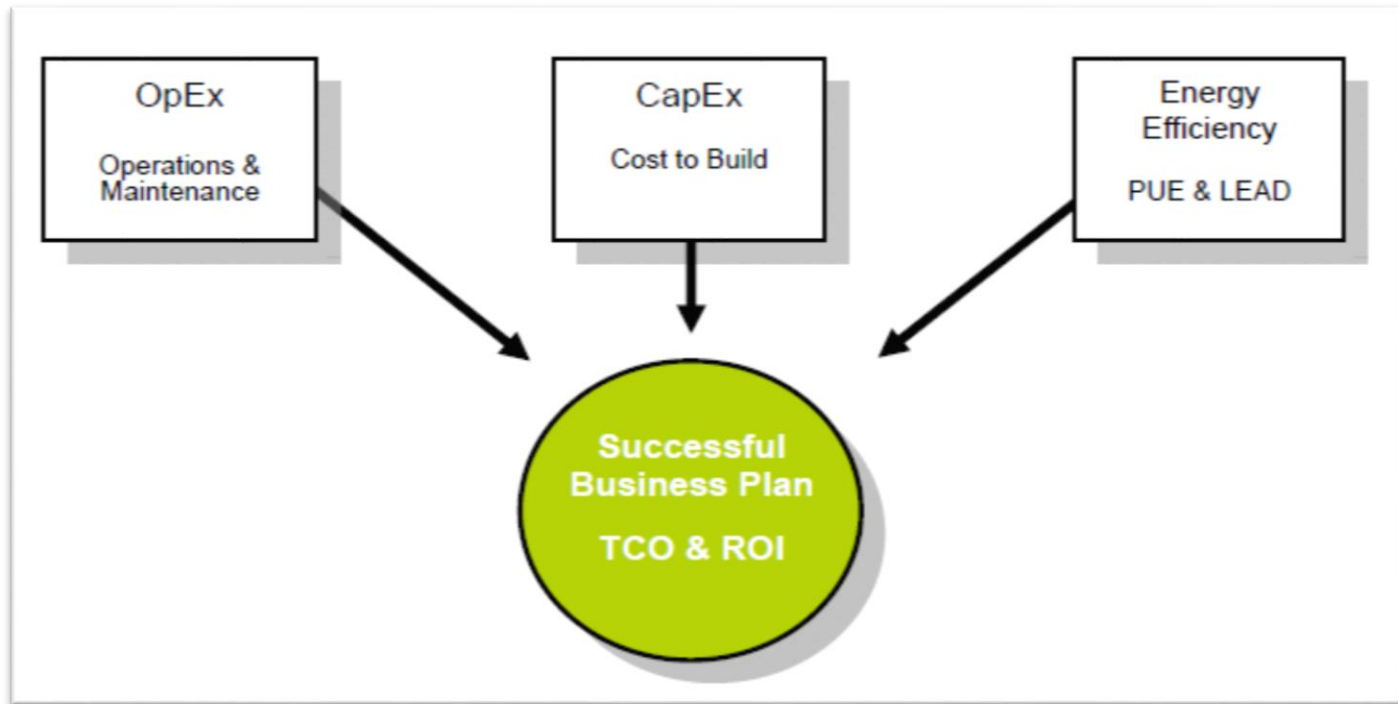 OpEx
Operations &
Maintenance
CapEx
Cost to Build
Energy
Efficiency
PUE & LEAD
Successful
Business Plan
TCO & ROI